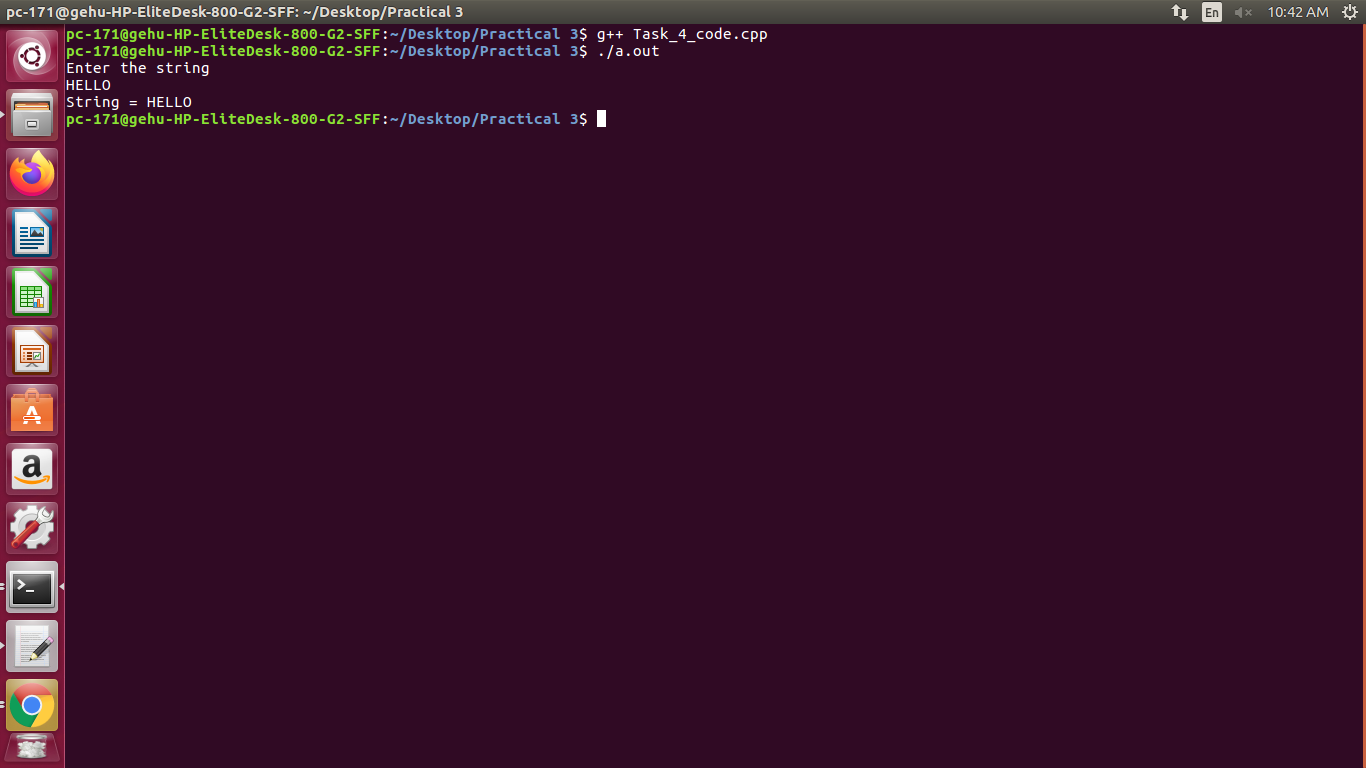 pc-171@gehu-HP-EliteDesk-800-G2-SFF: ~/Desktop/Practical 3
En
10:42 AM
pc-171@gehu-HP-EliteDesk-800-G2-SFF:~/Desktop/Practical 3$ g++ Task_4_code.cpp
pc-171@gehu-HP-EliteDesk-800-G2-SFF:~/Desktop/Practical 3$ ./a.out
Enter the string
HELLO
String = HELLO
pc-171@gehu-HP-EliteDesk-800-G2-SFF:~/Desktop/Practical 3$